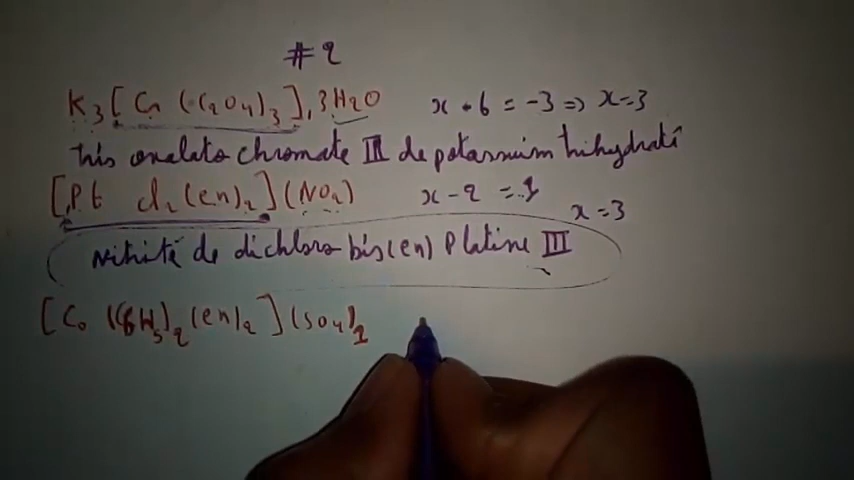 # 2
K3[Cr (C2O4)3], 3H2O x - 6 = -3 => x=3
tris oxalato chromate III de potassium trihydraté
[Pt cl2(en)2](NO2) x - 2 = 1
x = 3
Nitrite de dichloro bis(en) Platine III
[Co (C6H5)2(en)2](SO4)2